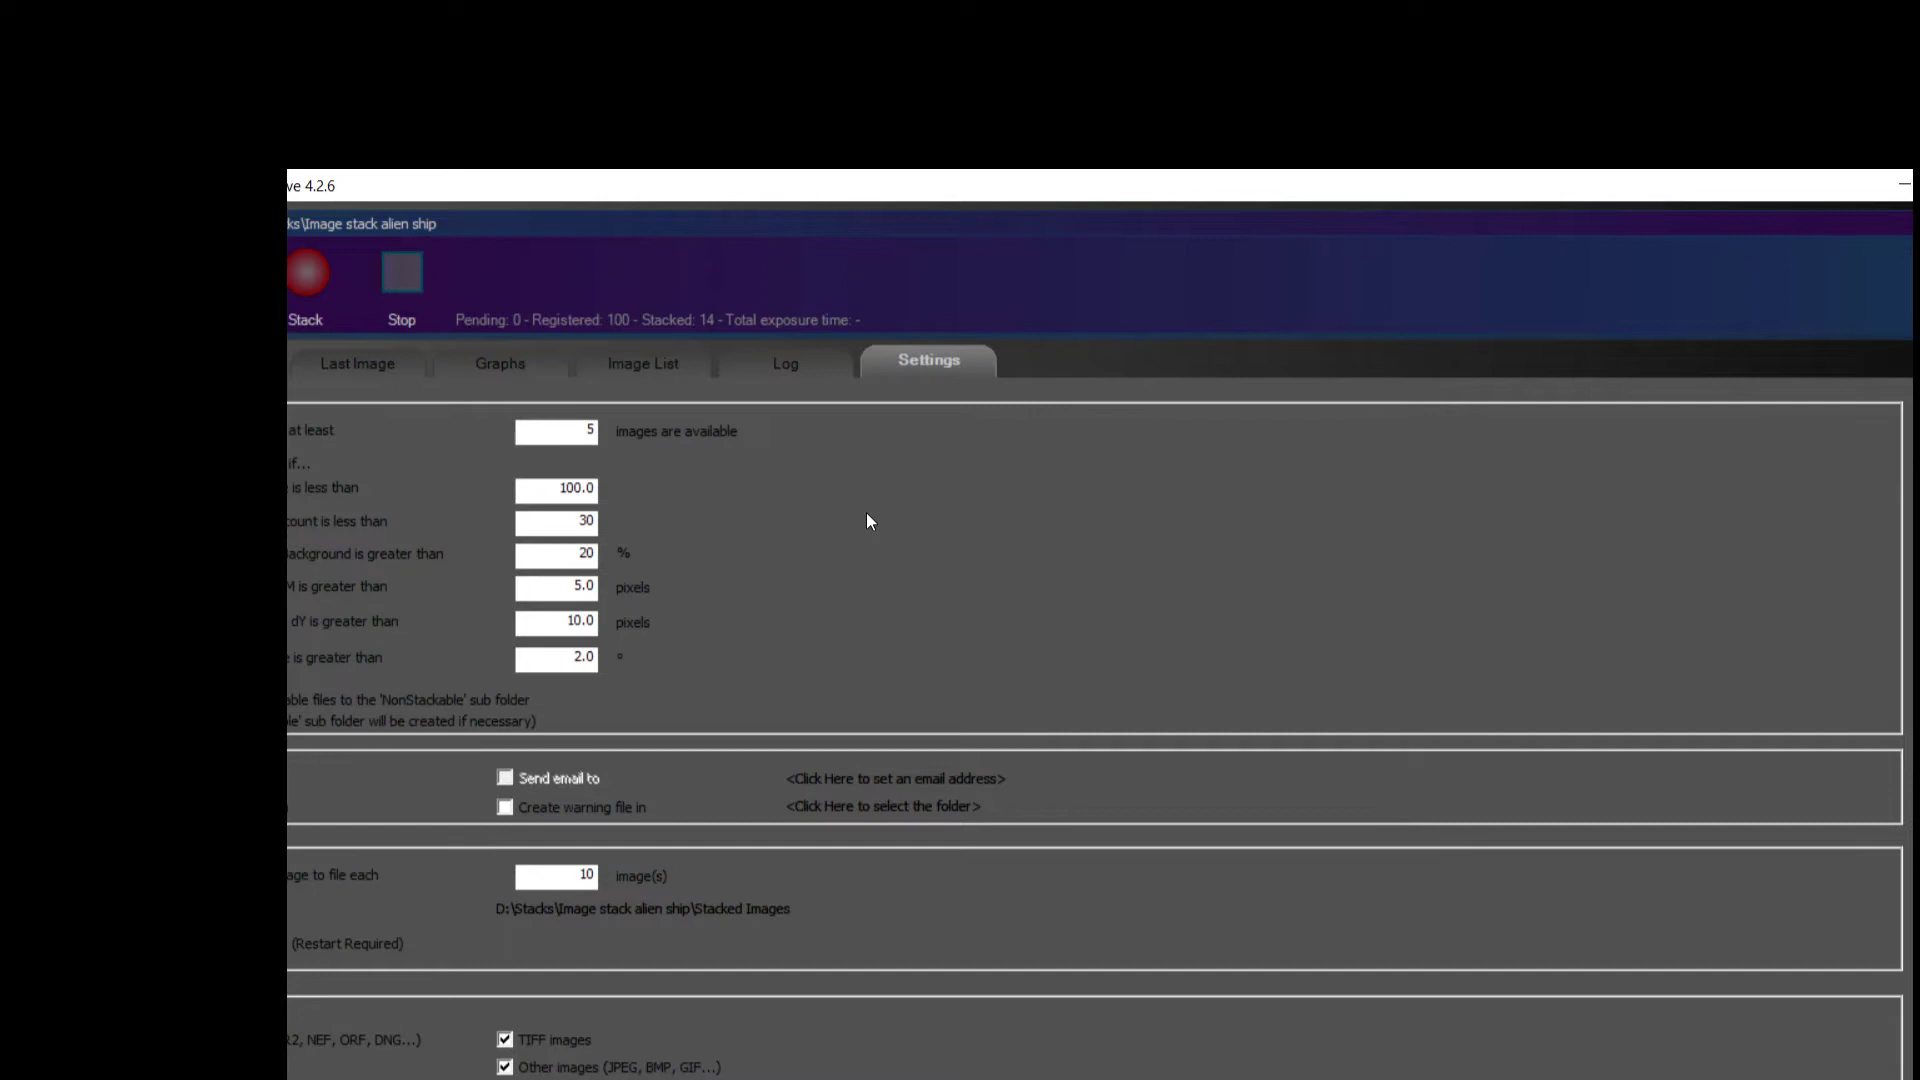 ve 4.2.6
ks\Image stack alien ship
Stack Stop Pending: 0 - Registered: 100 - Stacked: 14 - Total exposure time: -
Last Image Graphs Image List Log Settings
at least 5 images are available
if...
is less than 100.0
count is less than 30
background is greater than 20 %
M is greater than 5.0 pixels
dY is greater than 10.0 pixels
e is greater than 2.0 °
able files to the 'NonStackable' sub folder
le' sub folder will be created if necessary)
Send email to <Click Here to set an email address>
Create warning file in <Click Here to select the folder>
age to file each 10 image(s)
D:\Stacks\Image stack alien ship\Stacked Images
(Restart Required)
R2, NEF, ORF, DNG...) TIFF images
Other images (JPEG, BMP, GIF...)